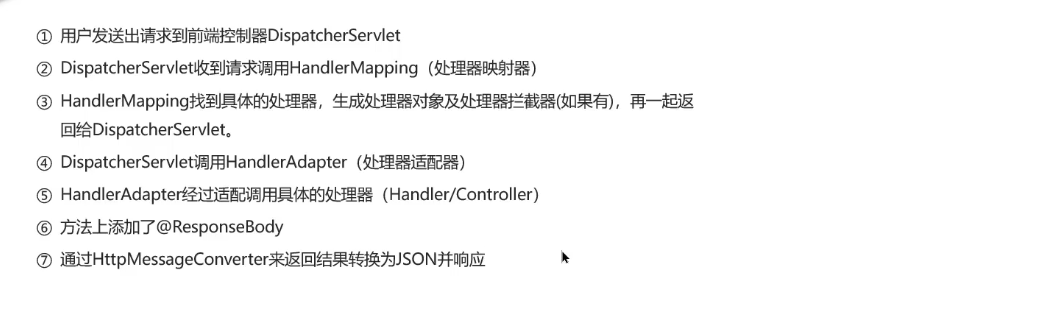 ① 用户发送出请求到前端控制器DispatcherServlet
② DispatcherServlet收到请求调用HandlerMapping（处理器映射器）
③ HandlerMapping找到具体的处理器，生成处理器对象及处理器拦截器(如果有)，再一起返
回给DispatcherServlet。
④ DispatcherServlet调用HandlerAdapter（处理器适配器）
⑤ HandlerAdapter经过适配调用具体的处理器（Handler/Controller）
⑥ 方法上添加了@ResponseBody
⑦ 通过HttpMessageConverter来返回结果转换为JSON并响应